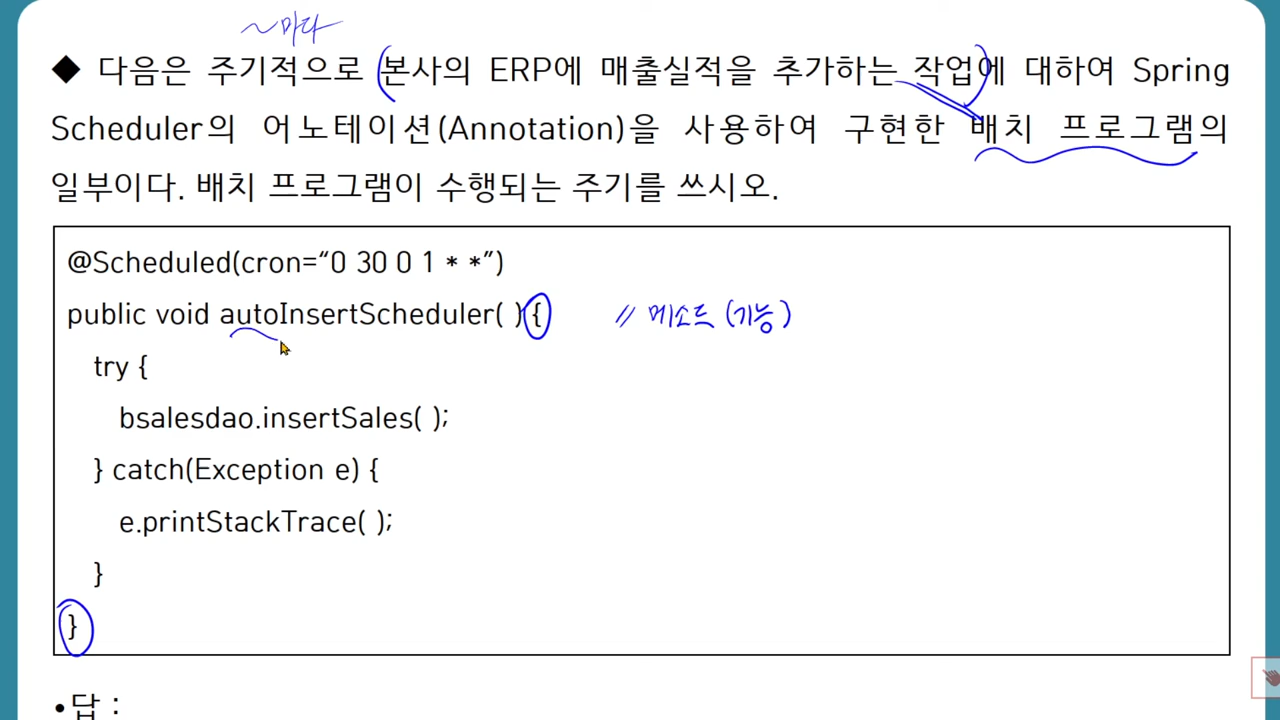 ~마다
◆ 다음은 주기적으로 본사의 ERP에 매출실적을 추가하는 작업에 대하여 Spring
Scheduler의 어노테이션(Annotation)을 사용하여 구현한 배치 프로그램의
일부이다. 배치 프로그램이 수행되는 주기를 쓰시오.
@Scheduled(cron=“0 30 0 1 * *”)
public void autoInsertScheduler( ) { // 메소드 (기능)
try {
bsalesdao.insertSales( );
} catch(Exception e) {
e.printStackTrace( );
}
}
•답 :